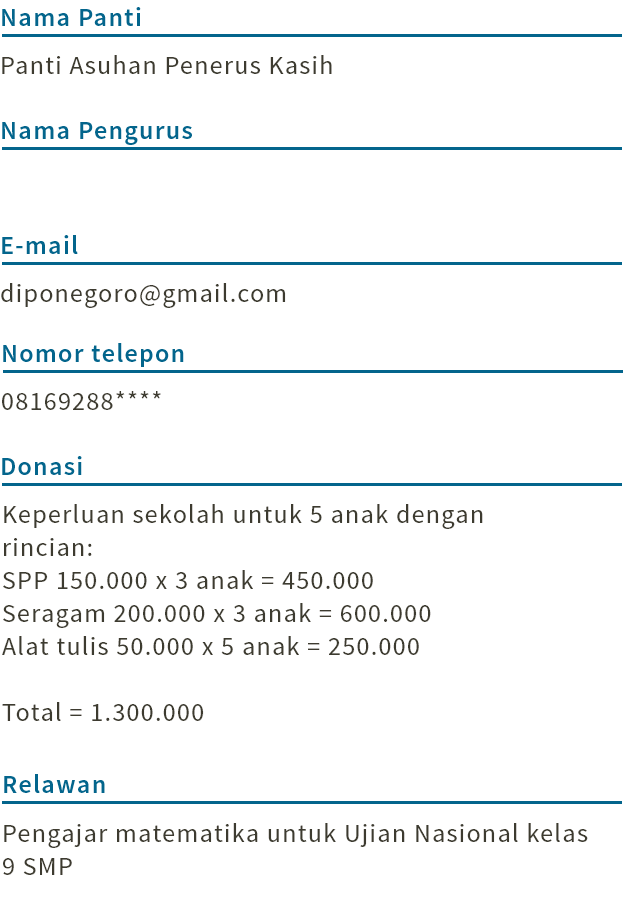 Nama Panti
Panti Asuhan Penerus Kasih
Nama Pengurus
E-mail
diponegoro@gmail.com
Nomor telepon
08169288****
Donasi
Keperluan sekolah untuk 5 anak dengan
rincian:
SPP 150.000 x 3 anak = 450.000
Seragam 200.000 x 3 anak = 600.000
Alat tulis 50.000 x 5 anak = 250.000
Total = 1.300.000
Relawan
Pengajar matematika untuk Ujian Nasional kelas
9 SMP